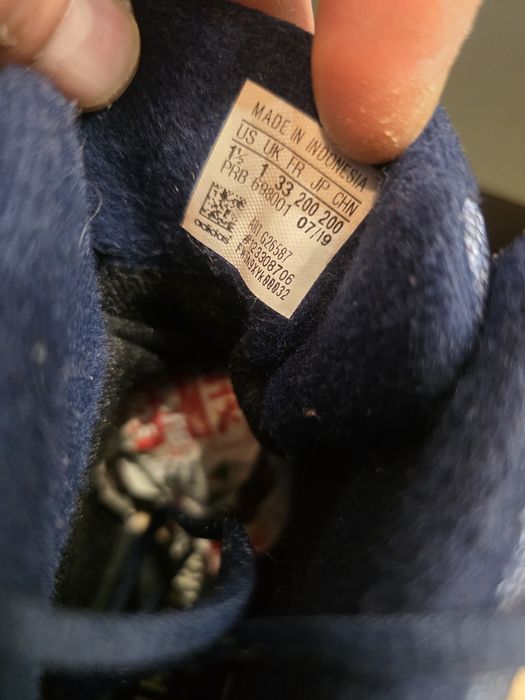 MADE IN INDONESIA
US UK FR JP CHN
1½ 1 33 200 200
PRB 698001 07/19
adidas
ART G26587